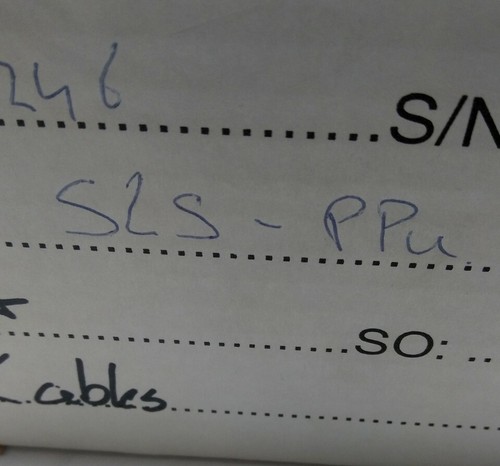 246 S/N
SLS - PPu
SO:
cables